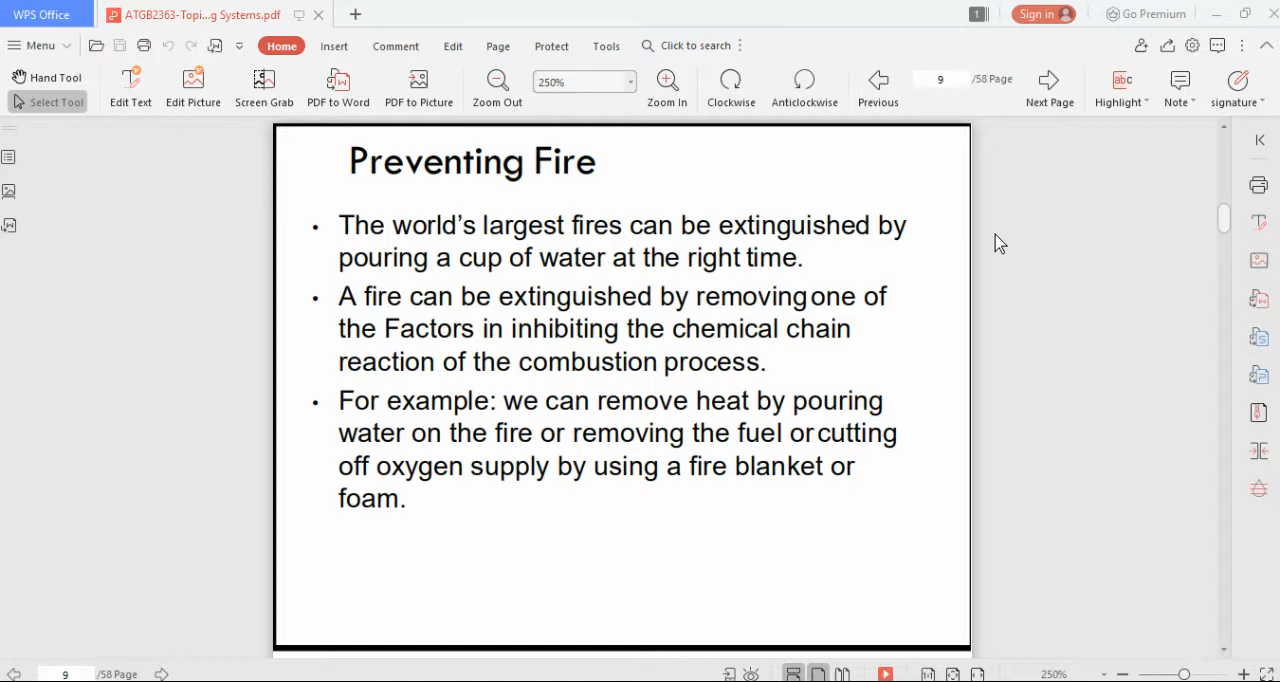 WPS Office
ATGB2363-Topi...g Systems.pdf
1
Sign in
Go Premium
Menu
Home
Insert
Comment
Edit
Page
Protect
Tools
Click to search
Hand Tool
Select Tool
Edit Text
Edit Picture
Screen Grab
PDF to Word
PDF to Picture
Zoom Out
250%
Zoom In
Clockwise
Anticlockwise
Previous
9 /58 Page
Next Page
Highlight
Note
signature
Preventing Fire
• The world’s largest fires can be extinguished by
pouring a cup of water at the right time.
• A fire can be extinguished by removing one of
the Factors in inhibiting the chemical chain
reaction of the combustion process.
• For example: we can remove heat by pouring
water on the fire or removing the fuel or cutting
off oxygen supply by using a fire blanket or
foam.
9 /58 Page
250%